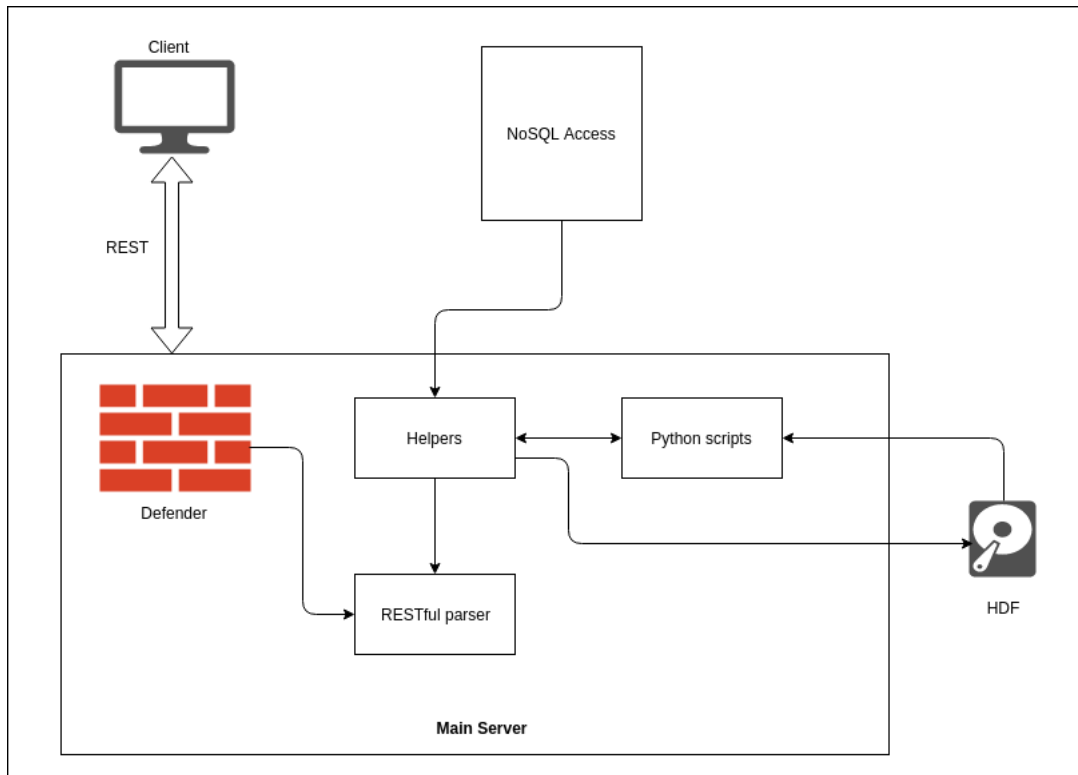 Client
NoSQL Access
REST
Helpers
Python scripts
Defender
HDF
RESTful parser
Main Server